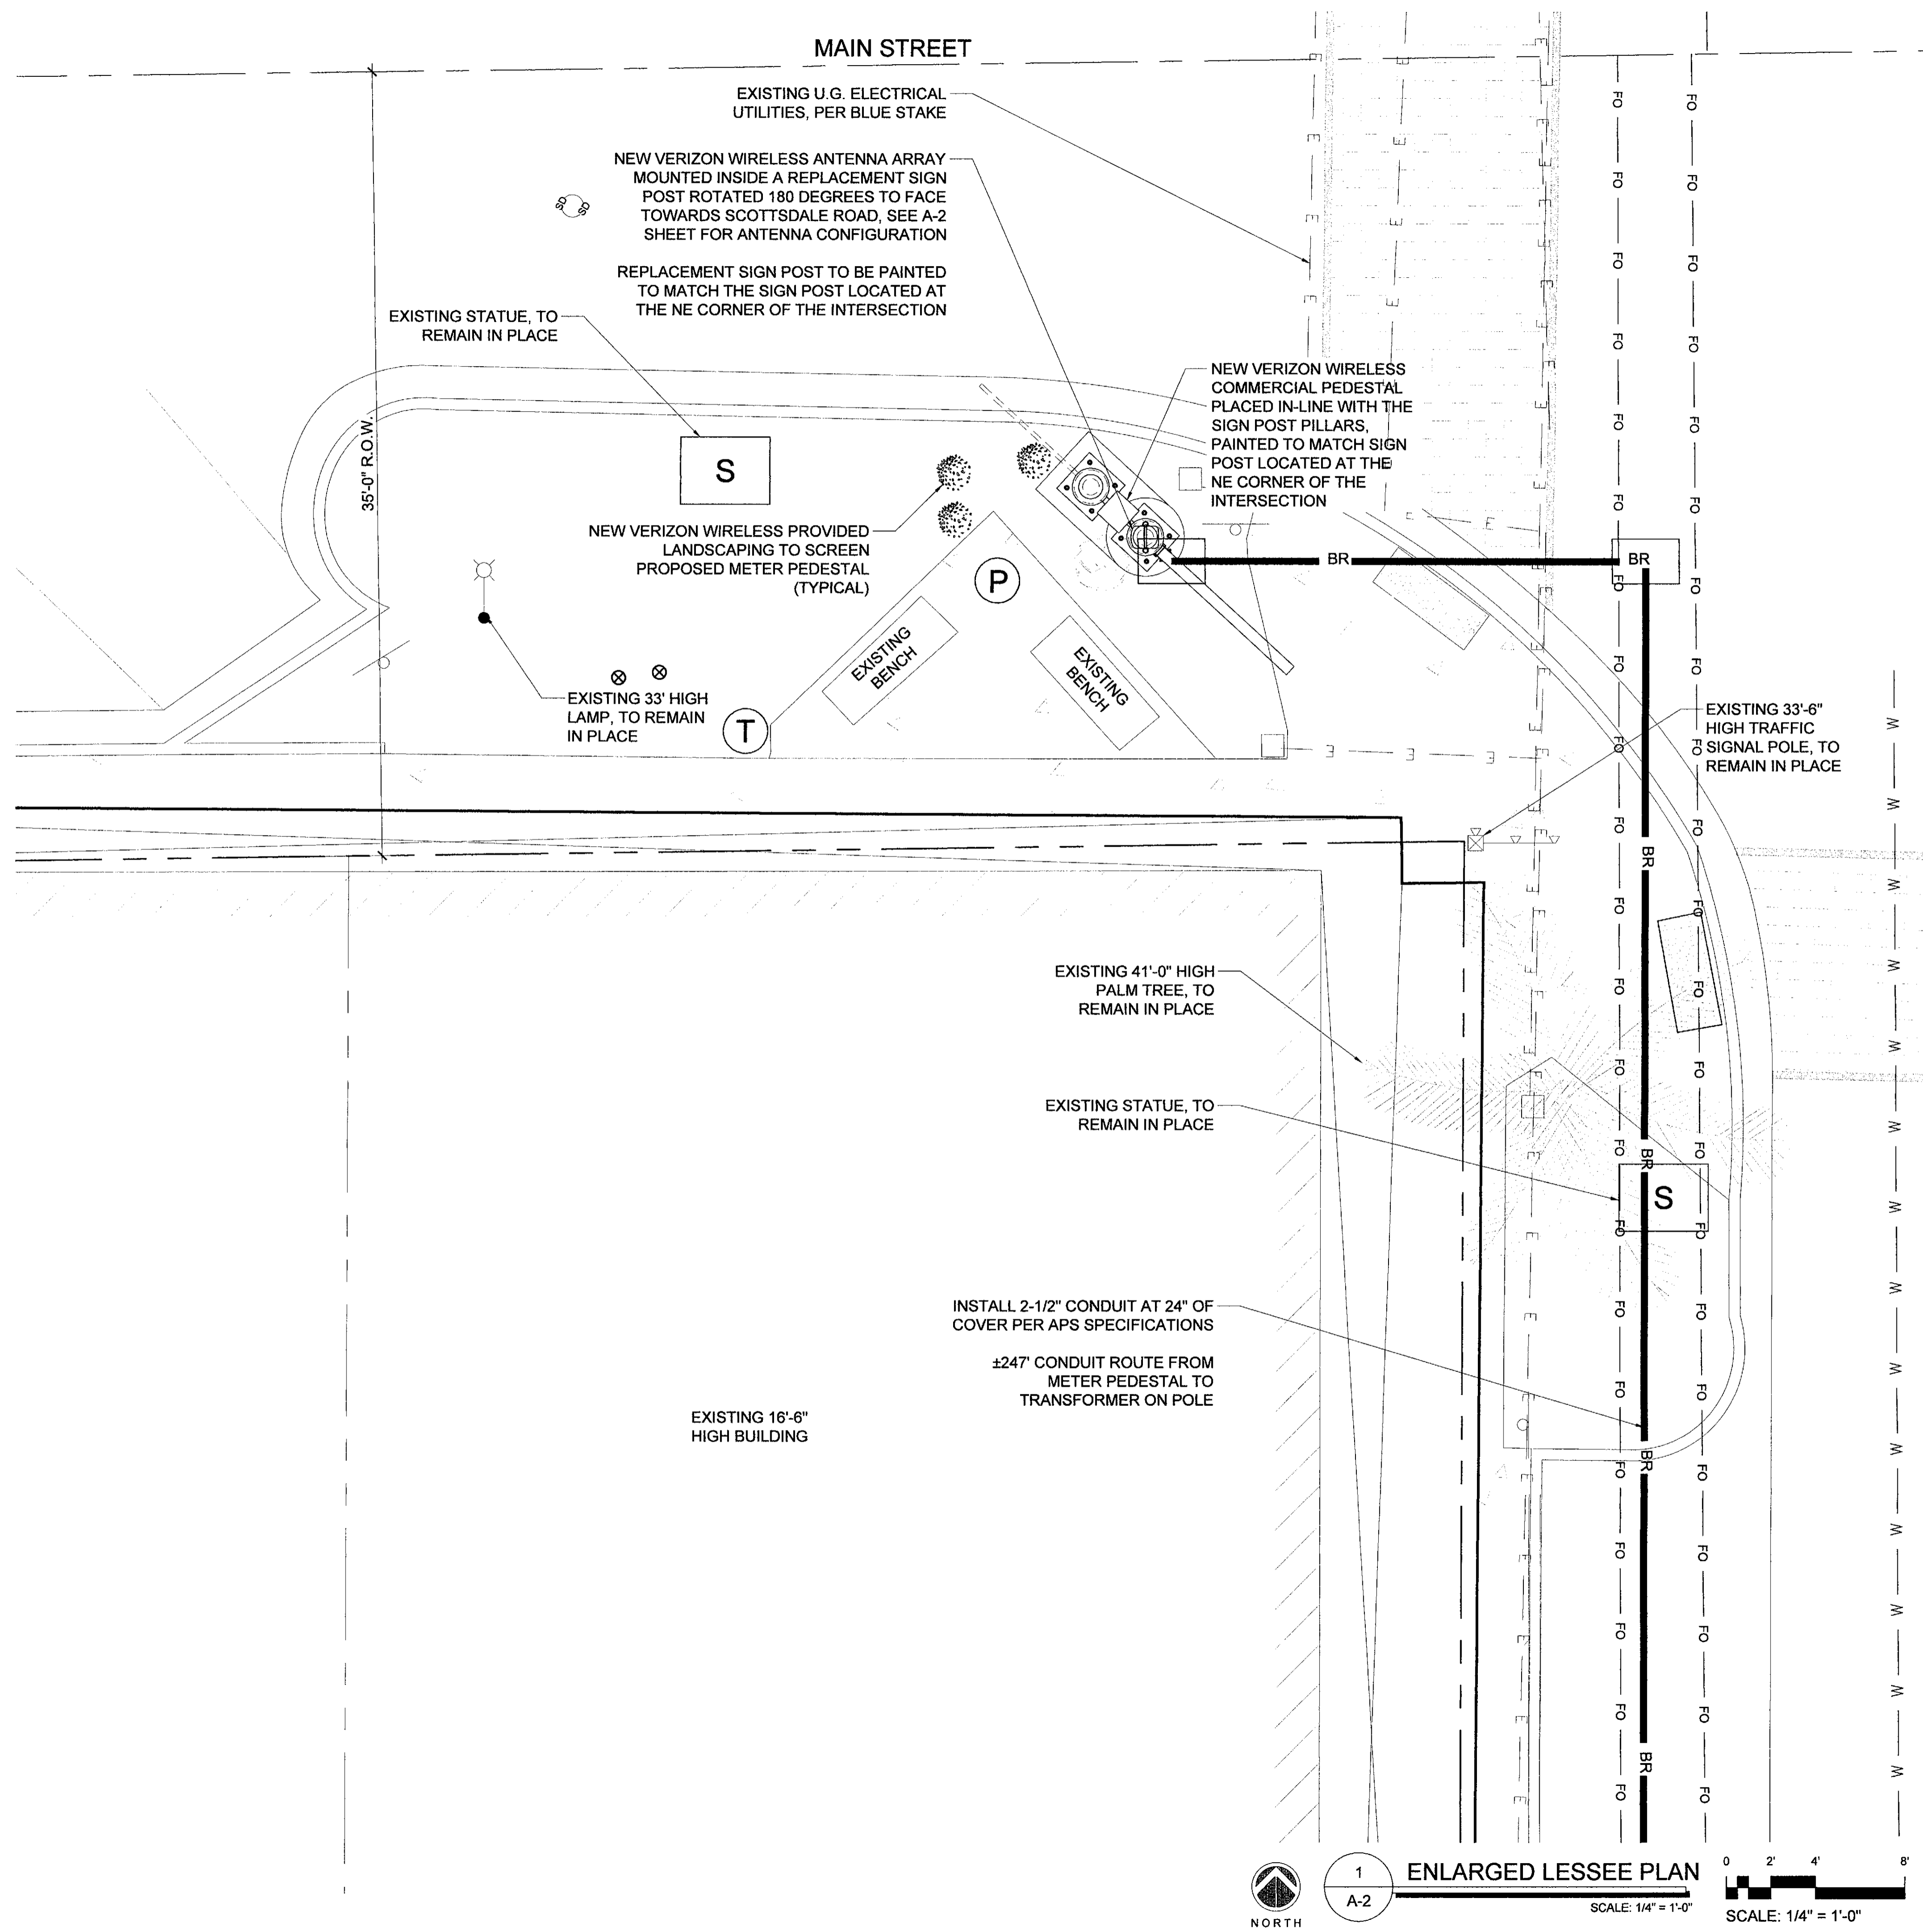 MAIN STREET
EXISTING U.G. ELECTRICAL
UTILITIES, PER BLUE STAKE
NEW VERIZON WIRELESS ANTENNA ARRAY
MOUNTED INSIDE A REPLACEMENT SIGN
POST ROTATED 180 DEGREES TO FACE
TOWARDS SCOTTSDALE ROAD, SEE A-2
SHEET FOR ANTENNA CONFIGURATION
REPLACEMENT SIGN POST TO BE PAINTED
TO MATCH THE SIGN POST LOCATED AT
THE NE CORNER OF THE INTERSECTION
SD
SD
EXISTING STATUE, TO
REMAIN IN PLACE
NEW VERIZON WIRELESS
COMMERCIAL PEDESTAL
PLACED IN-LINE WITH THE
SIGN POST PILLARS,
PAINTED TO MATCH SIGN
POST LOCATED AT THE
NE CORNER OF THE
INTERSECTION
35'-0" R.O.W.
S
NEW VERIZON WIRELESS PROVIDED
LANDSCAPING TO SCREEN
PROPOSED METER PEDESTAL
(TYPICAL)
P
BR
BR
EXISTING
BENCH
EXISTING
BENCH
EXISTING 33' HIGH
LAMP, TO REMAIN
IN PLACE
T
EXISTING 33'-6"
HIGH TRAFFIC
SIGNAL POLE, TO
REMAIN IN PLACE
BR
EXISTING 41'-0" HIGH
PALM TREE, TO
REMAIN IN PLACE
EXISTING STATUE, TO
REMAIN IN PLACE
BR
S
INSTALL 2-1/2" CONDUIT AT 24" OF
COVER PER APS SPECIFICATIONS
±247' CONDUIT ROUTE FROM
METER PEDESTAL TO
TRANSFORMER ON POLE
EXISTING 16'-6"
HIGH BUILDING
BR
BR
FO
FO
E
W
NORTH
1
A-2
ENLARGED LESSEE PLAN
SCALE: 1/4" = 1'-0"
0 2' 4' 8'
SCALE: 1/4" = 1'-0"